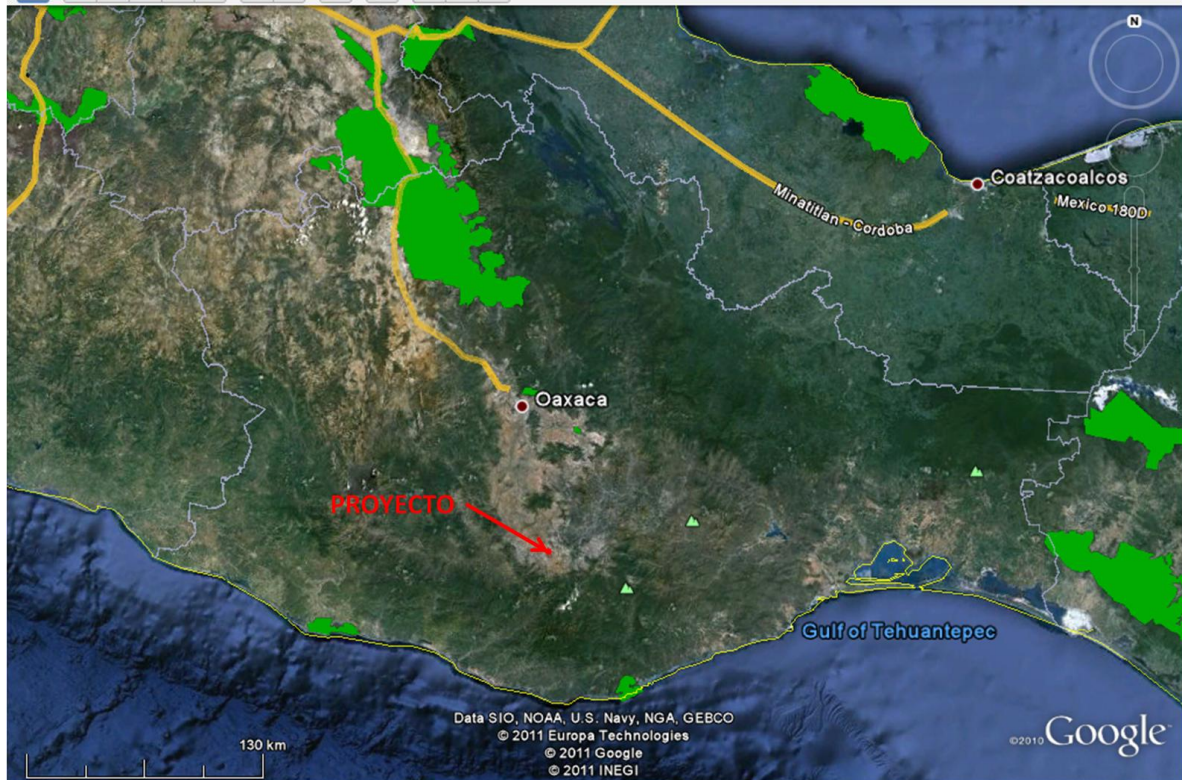 N
Coatzacoalcos
Minatitlan - Cordoba
Mexico 180D
Oaxaca
PROYECTO
Gulf of Tehuantepec
Data SIO, NOAA, U.S. Navy, NGA, GEBCO
© 2011 Europa Technologies
© 2011 Google
© 2011 INEGI
130 km
©2010 Google